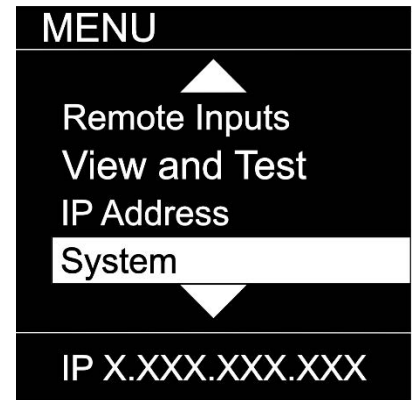 MENU
Remote Inputs
View and Test
IP Address
System
IP X.XXX.XXX.XXX